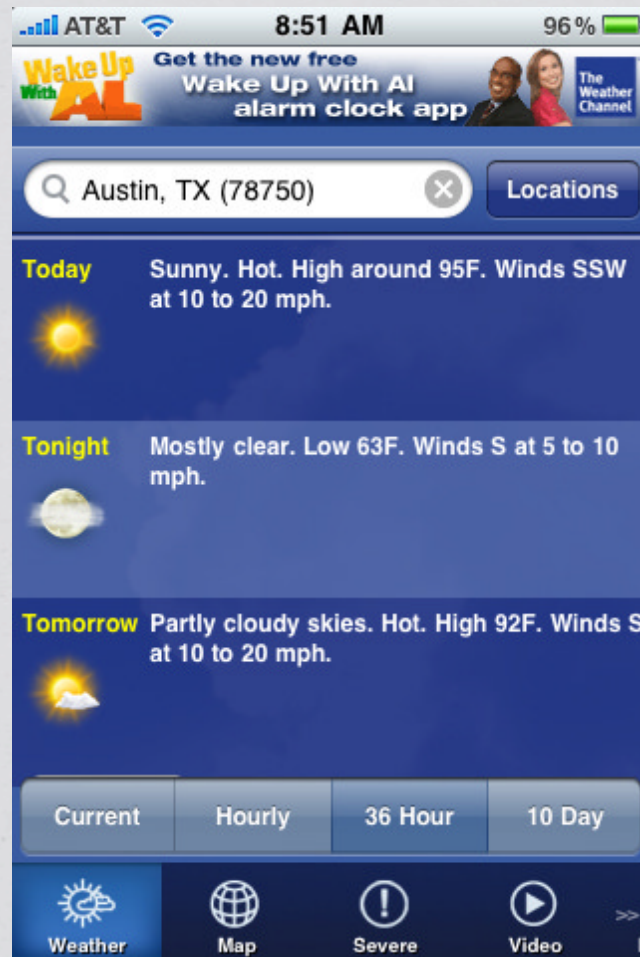 AT&T 8:51 AM 96%
Wake Up
With AL
Get the new free
Wake Up With Al
alarm clock app
The
Weather
Channel
Austin, TX (78750)
Locations
Today
Sunny. Hot. High around 95F. Winds SSW
at 10 to 20 mph.
Tonight
Mostly clear. Low 63F. Winds S at 5 to 10
mph.
Tomorrow
Partly cloudy skies. Hot. High 92F. Winds S
at 10 to 20 mph.
Current Hourly 36 Hour 10 Day
Weather Map Severe Video >>